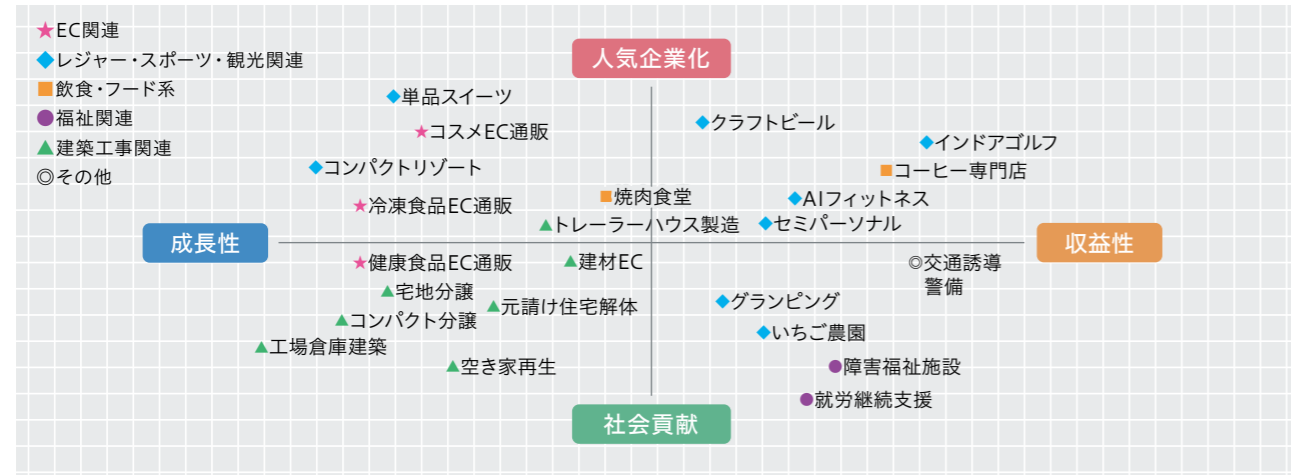 ★EC関連
◆レジャー・スポーツ・観光関連
■飲食・フード系
●福祉関連
▲建築工事関連
◎その他
人気企業化
◆単品スイーツ
★コスメEC通販
◆クラフトビール
◆インドアゴルフ
◆コンパクトリゾート
■コーヒー専門店
★冷凍食品EC通販
■焼肉食堂
◆AIフィットネス
▲トレーラーハウス製造
◆セミパーソナル
成長性
収益性
★健康食品EC通販
▲建材EC
◎交通誘導
警備
▲宅地分譲
▲元請け住宅解体
◆グランピング
▲コンパクト分譲
◆いちご農園
▲工場倉庫建築
▲空き家再生
●障害福祉施設
●就労継続支援
社会貢献